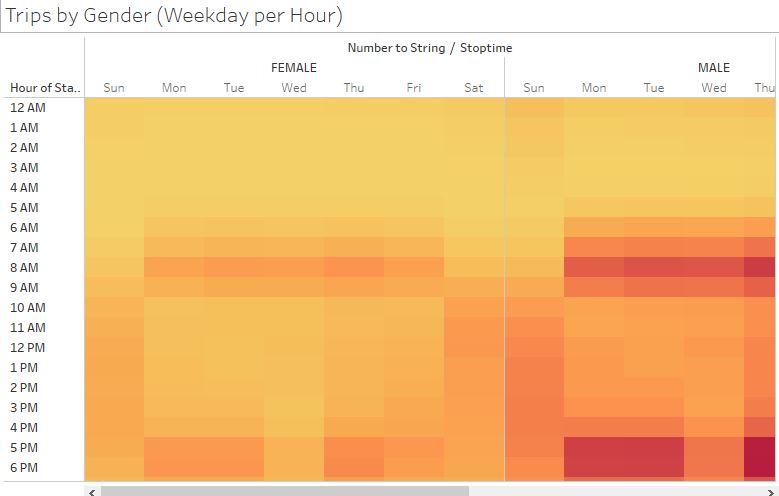 Trips by Gender (Weekday per Hour)
Number to String / Stoptime
FEMALE MALE
Hour of Sta.. Sun Mon Tue Wed Thu Fri Sat Sun Mon Tue Wed Thu
12 AM
1 AM
2 AM
3 AM
4 AM
5 AM
6 AM
7 AM
8 AM
9 AM
10 AM
11 AM
12 PM
1 PM
2 PM
3 PM
4 PM
5 PM
6 PM